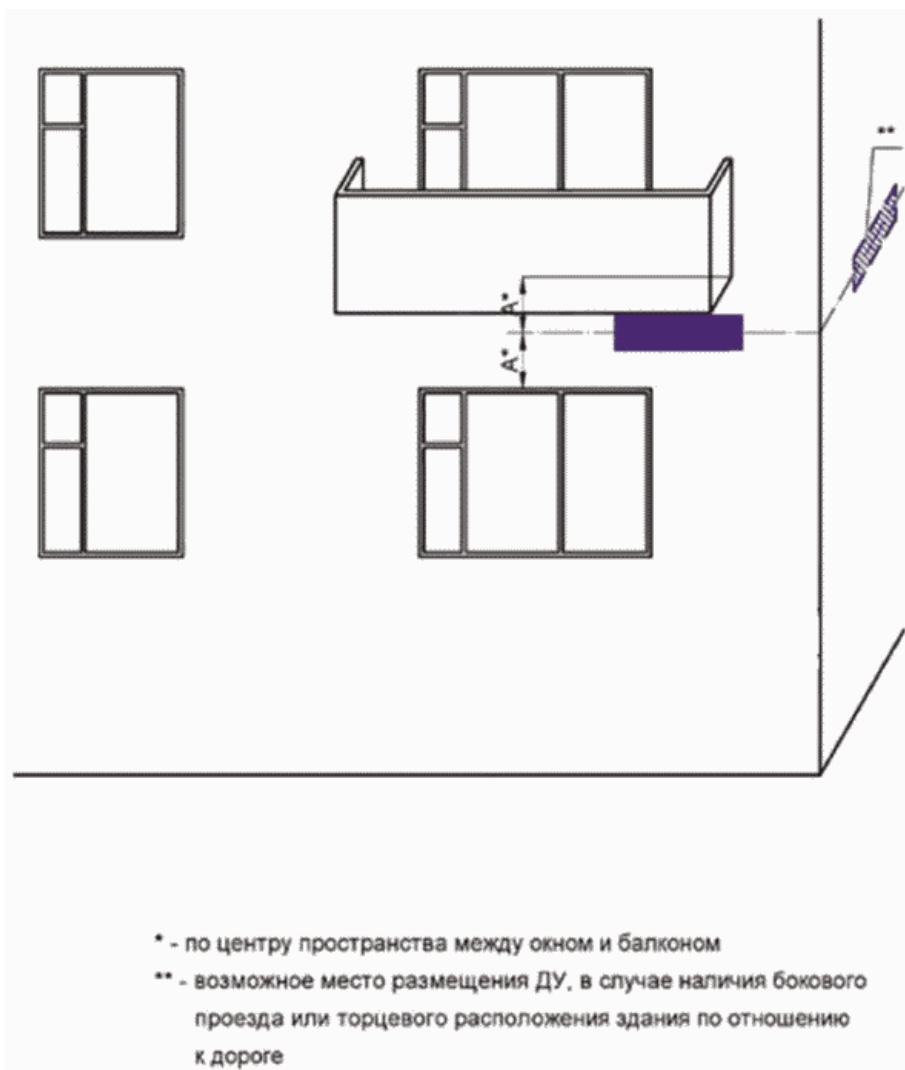 **
А*
А*
* - по центру пространства между окном и балконом
** - возможное место размещения ДУ, в случае наличия бокового
проезда или торцевого расположения здания по отношению
к дороге